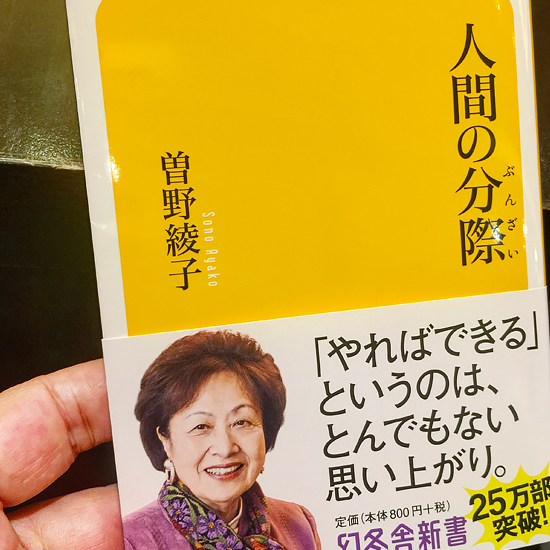 人間の分際
ぶんざい
曽野綾子
Sono Ayako
「やればできる」
というのは、
とんでもない
思い上がり。
定価(本体800円+税)
幻冬舎新書
25万部
突破!